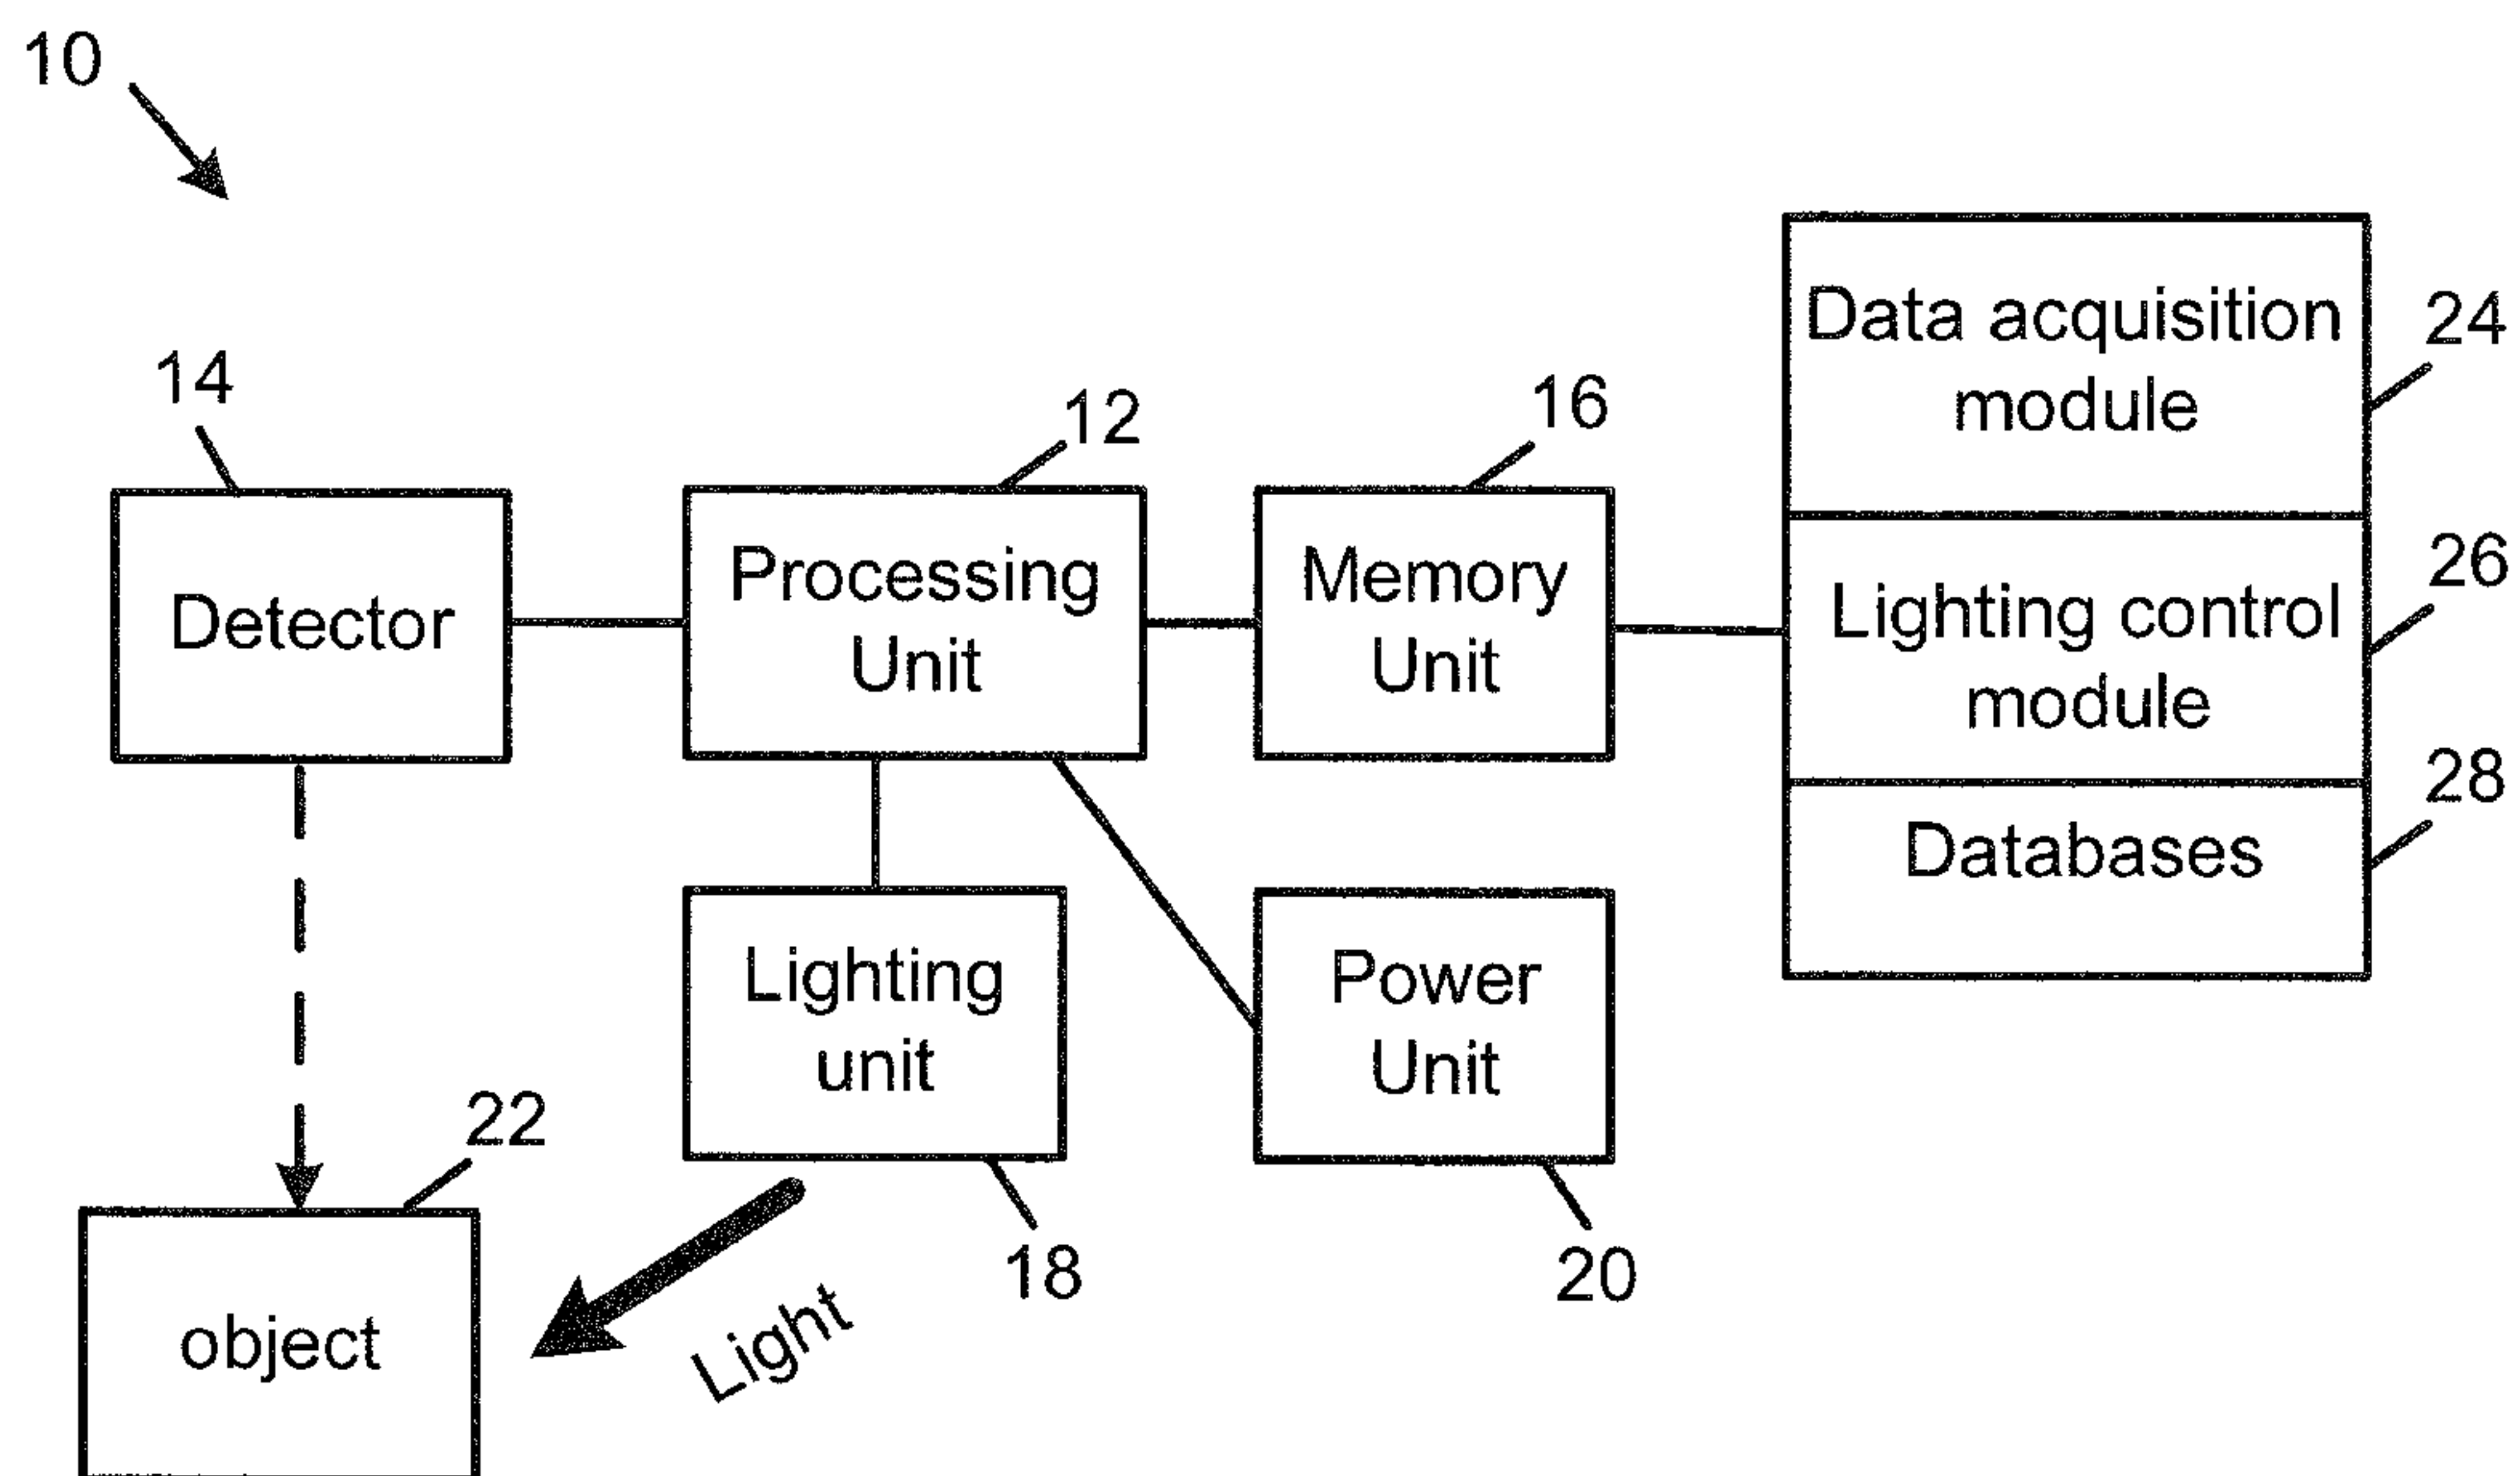 10
14
12
16
24
26
28
Detector
Processing
Unit
Memory
Unit
Data acquisition
module
Lighting control
module
Databases
Lighting
unit
Power
Unit
22
18
20
object
Light